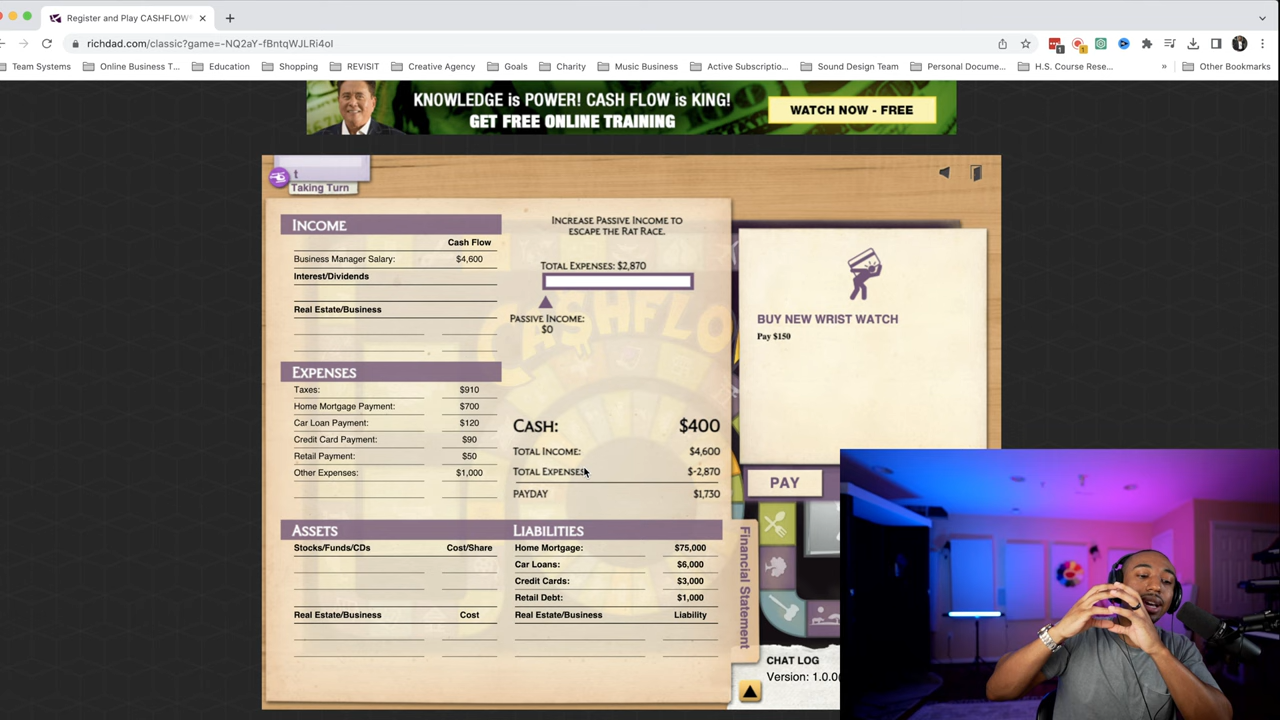 Register and Play CASHFLOW®
richdad.com/classic?game=-NQ2aY-fBntqWJLRi4oI
Team Systems
Online Business T...
Education
Shopping
REVISIT
Creative Agency
Goals
Charity
Music Business
Active Subscriptio...
Sound Design Team
Personal Docume...
H.S. Course Rese...
»
Other Bookmarks
KNOWLEDGE is POWER! CASH FLOW is KING!
GET FREE ONLINE TRAINING
WATCH NOW - FREE
t
Taking Turn
INCOME
Cash Flow
Business Manager Salary: $4,600
Interest/Dividends
Real Estate/Business
INCREASE PASSIVE INCOME TO
ESCAPE THE RAT RACE.
TOTAL EXPENSES: $2,870
PASSIVE INCOME:
$0
EXPENSES
Taxes: $910
Home Mortgage Payment: $700
Car Loan Payment: $120
Credit Card Payment: $90
Retail Payment: $50
Other Expenses: $1,000
CASH: $400
TOTAL INCOME: $4,600
TOTAL EXPENSES: $-2,870
PAYDAY $1,730
ASSETS
Stocks/Funds/CDs Cost/Share
Real Estate/Business Cost
LIABILITIES
Home Mortgage: $75,000
Car Loans: $6,000
Credit Cards: $3,000
Retail Debt: $1,000
Real Estate/Business Liability
BUY NEW WRIST WATCH
Pay $150
PAY
Financial Statement
CHAT LOG
Version: 1.0.0
CASHFLO